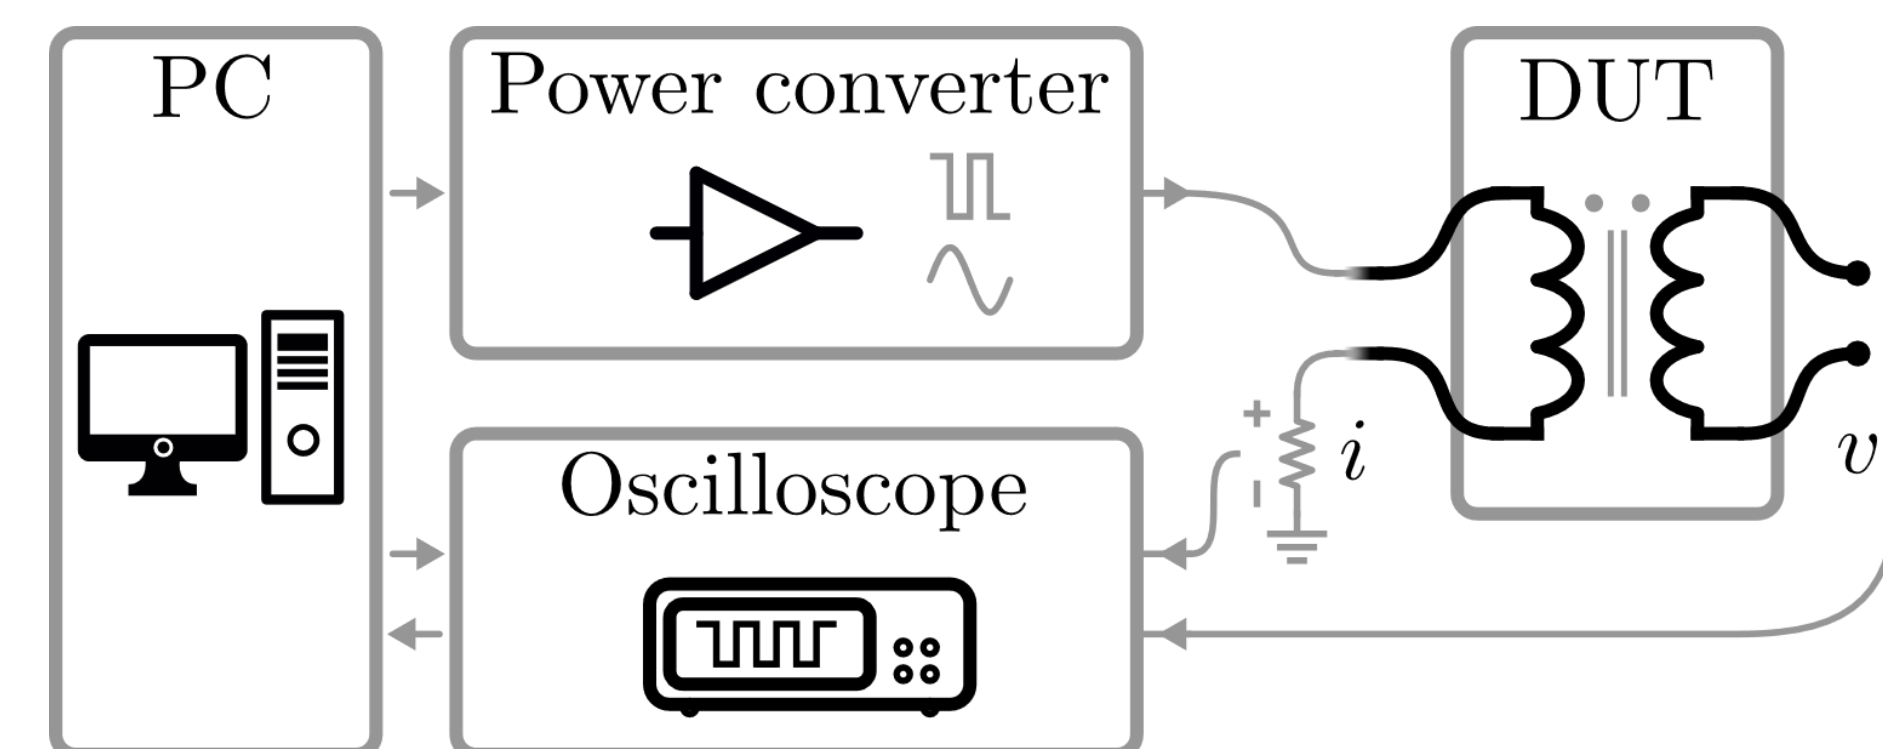 PC
Power converter
DUT
Oscilloscope
+
-
i
v